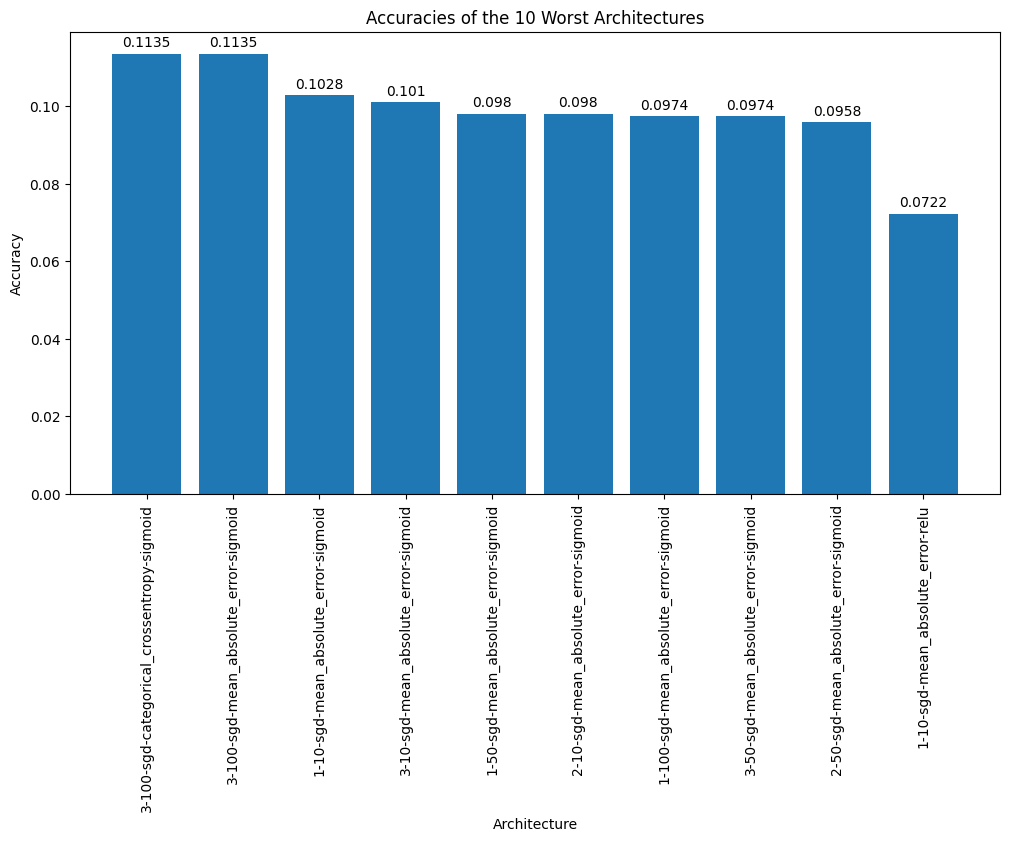 Accuracies of the 10 Worst Architectures
0.1135
0.1135
0.1028
0.101
0.098
0.098
0.0974
0.0974
0.0958
0.0722
Accuracy
0.10
0.08
0.06
0.04
0.02
0.00
3-100-sgd-categorical_crossentropy-sigmoid
3-100-sgd-mean_absolute_error-sigmoid
1-10-sgd-mean_absolute_error-sigmoid
3-10-sgd-mean_absolute_error-sigmoid
1-50-sgd-mean_absolute_error-sigmoid
2-10-sgd-mean_absolute_error-sigmoid
1-100-sgd-mean_absolute_error-sigmoid
3-50-sgd-mean_absolute_error-sigmoid
2-50-sgd-mean_absolute_error-sigmoid
1-10-sgd-mean_absolute_error-relu
Architecture